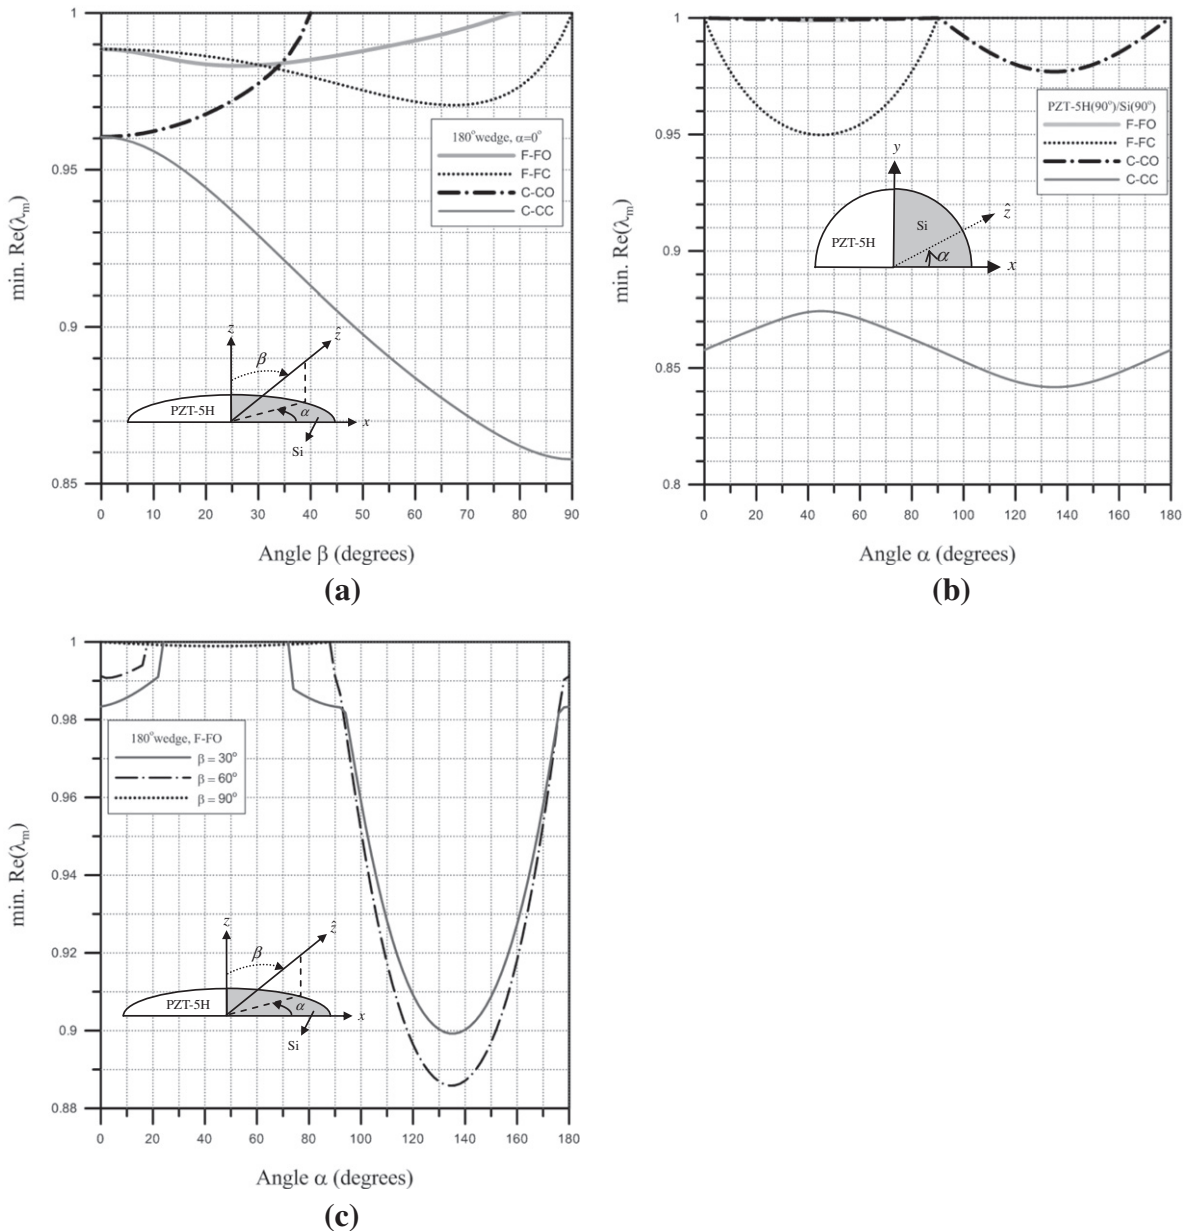 1
0.95
0.9
0.85
min. Re(λm)
180°wedge, α=0°
F-FO
F-FC
C-CO
C-CC
z
ẑ
β
PZT-5H
α
x
Si
0 10 20 30 40 50 60 70 80 90
Angle β (degrees)
(a)
1
0.95
0.9
0.85
0.8
min. Re(λm)
PZT-5H(90°)/Si(90°)
F-FO
F-FC
C-CO
C-CC
y
Si
ẑ
PZT-5H
α
x
0 20 40 60 80 100 120 140 160 180
Angle α (degrees)
(b)
1
0.98
0.96
0.94
0.92
0.9
0.88
min. Re(λm)
180°wedge, F-FO
β = 30°
β = 60°
β = 90°
z
ẑ
β
PZT-5H
α
x
Si
0 20 40 60 80 100 120 140 160 180
Angle α (degrees)
(c)